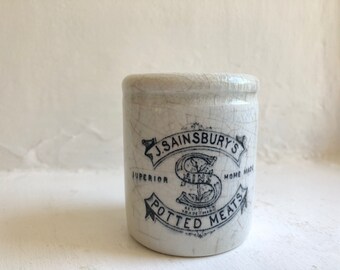 J. SAINSBURY'S
SUPERIOR S HOME MADE
POTTED MEATS